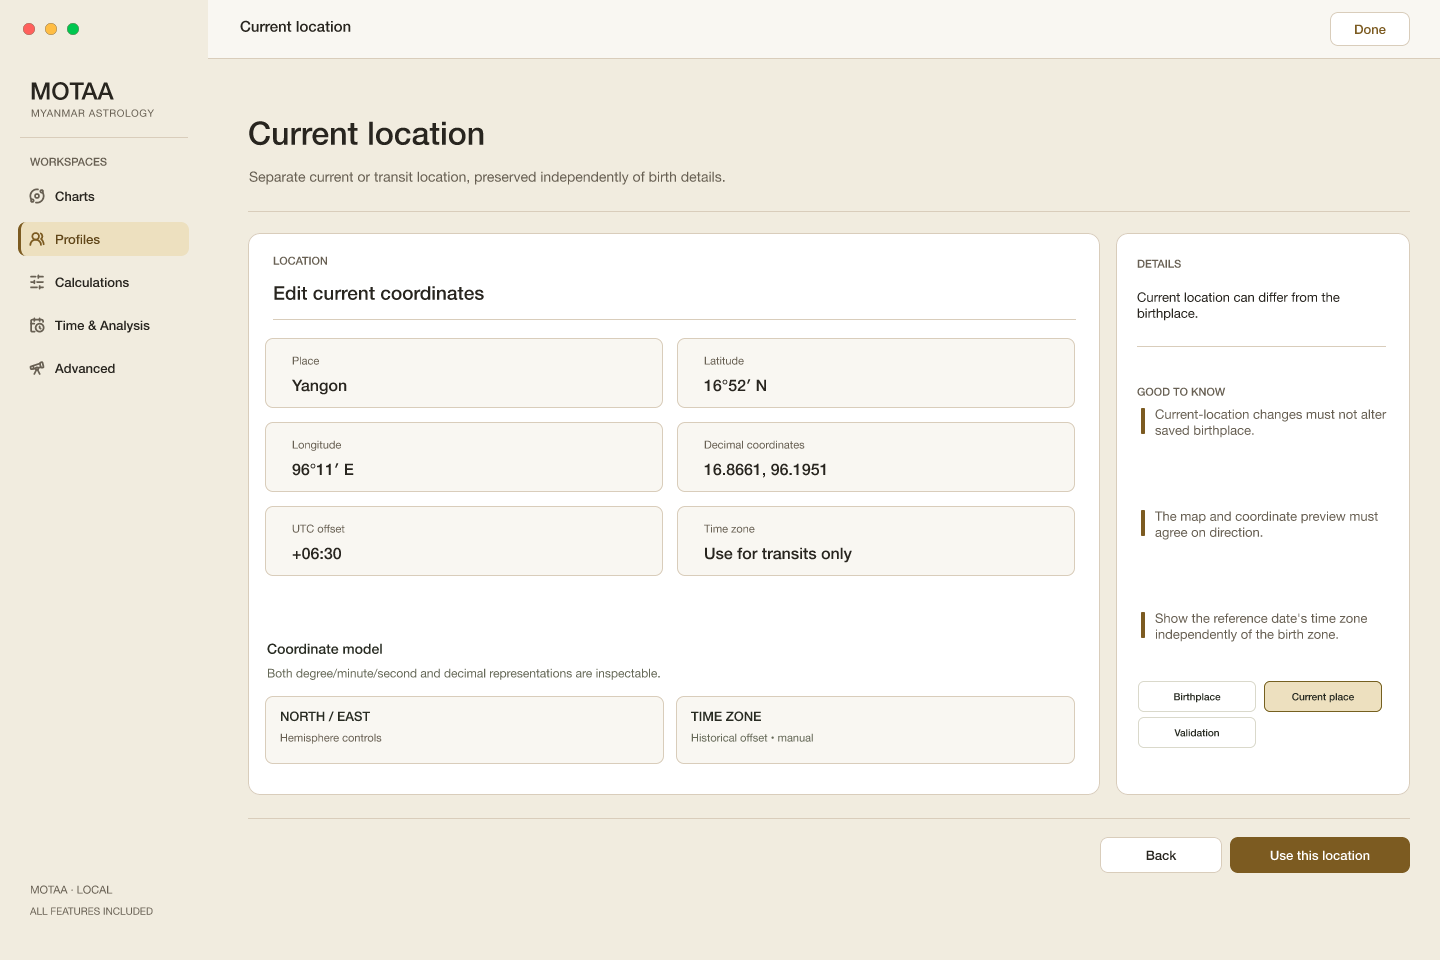 Current location
Done
MOTAA
MYANMAR ASTROLOGY
WORKSPACES
Charts
Profiles
Calculations
Time & Analysis
Advanced
MOTAA · LOCAL
ALL FEATURES INCLUDED
Current location
Separate current or transit location, preserved independently of birth details.
LOCATION
Edit current coordinates
Place
Yangon
Latitude
16°52′ N
Longitude
96°11′ E
Decimal coordinates
16.8661, 96.1951
UTC offset
+06:30
Time zone
Use for transits only
Coordinate model
Both degree/minute/second and decimal representations are inspectable.
NORTH / EAST
Hemisphere controls
TIME ZONE
Historical offset • manual
DETAILS
Current location can differ from the
birthplace.
GOOD TO KNOW
Current-location changes must not alter
saved birthplace.
The map and coordinate preview must
agree on direction.
Show the reference date's time zone
independently of the birth zone.
Birthplace
Current place
Validation
Back
Use this location